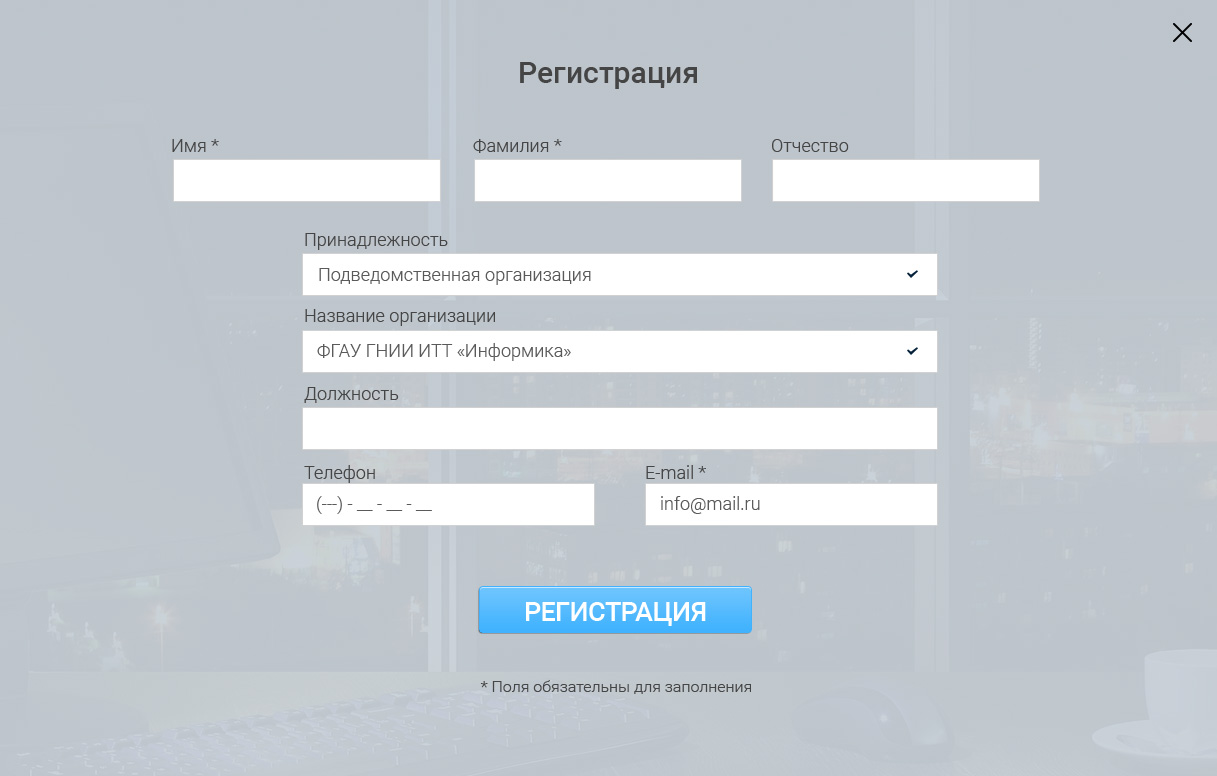 Регистрация
Имя * Фамилия * Отчество
Принадлежность
Подведомственная организация
Название организации
ФГАУ ГНИИ ИТТ «Информика»
Должность
Телефон E-mail *
(---) - __ - __ - __ info@mail.ru
РЕГИСТРАЦИЯ
* Поля обязательны для заполнения